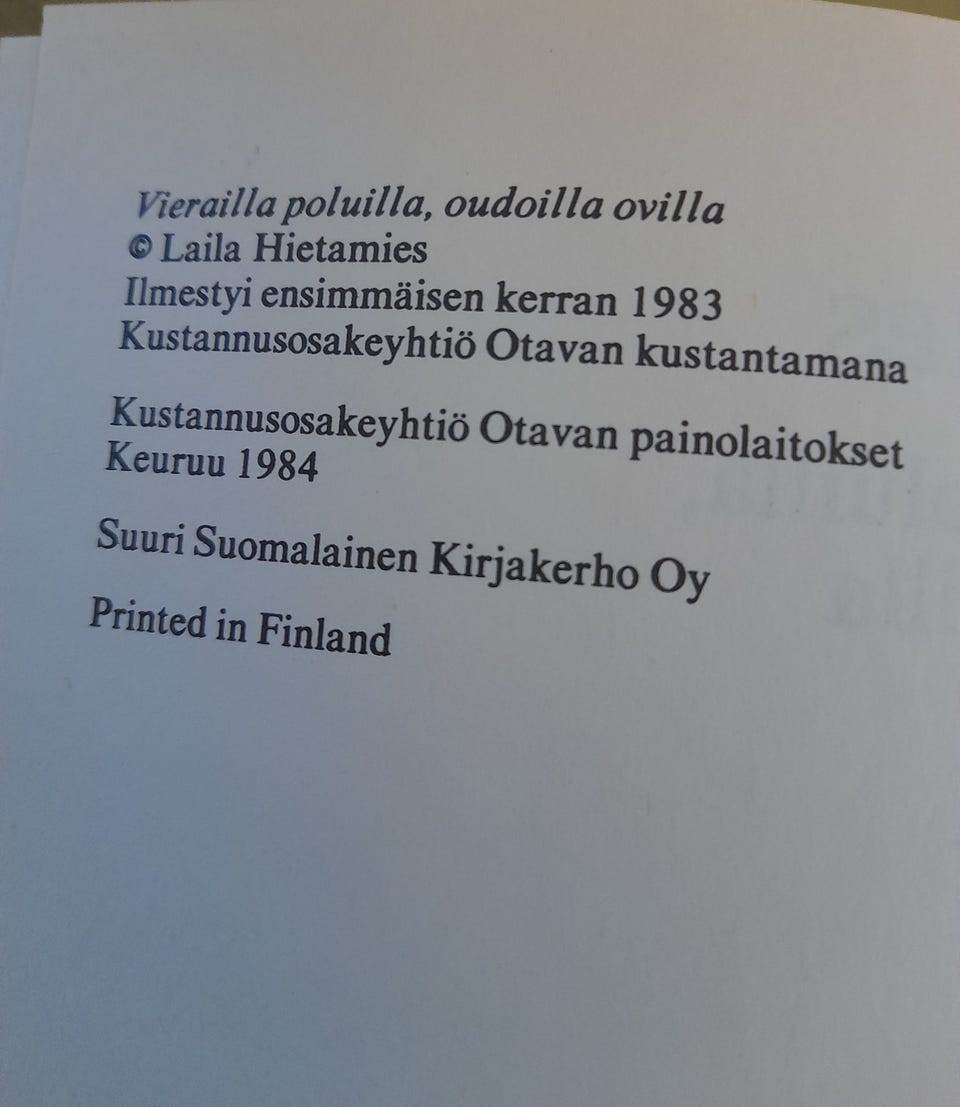 Vierailla poluilla, oudoilla ovilla
© Laila Hietamies
Ilmestyi ensimmäisen kerran 1983
Kustannusosakeyhtiö Otavan kustantamana
Kustannusosakeyhtiö Otavan painolaitokset
Keuruu 1984
Suuri Suomalainen Kirjakerho Oy
Printed in Finland